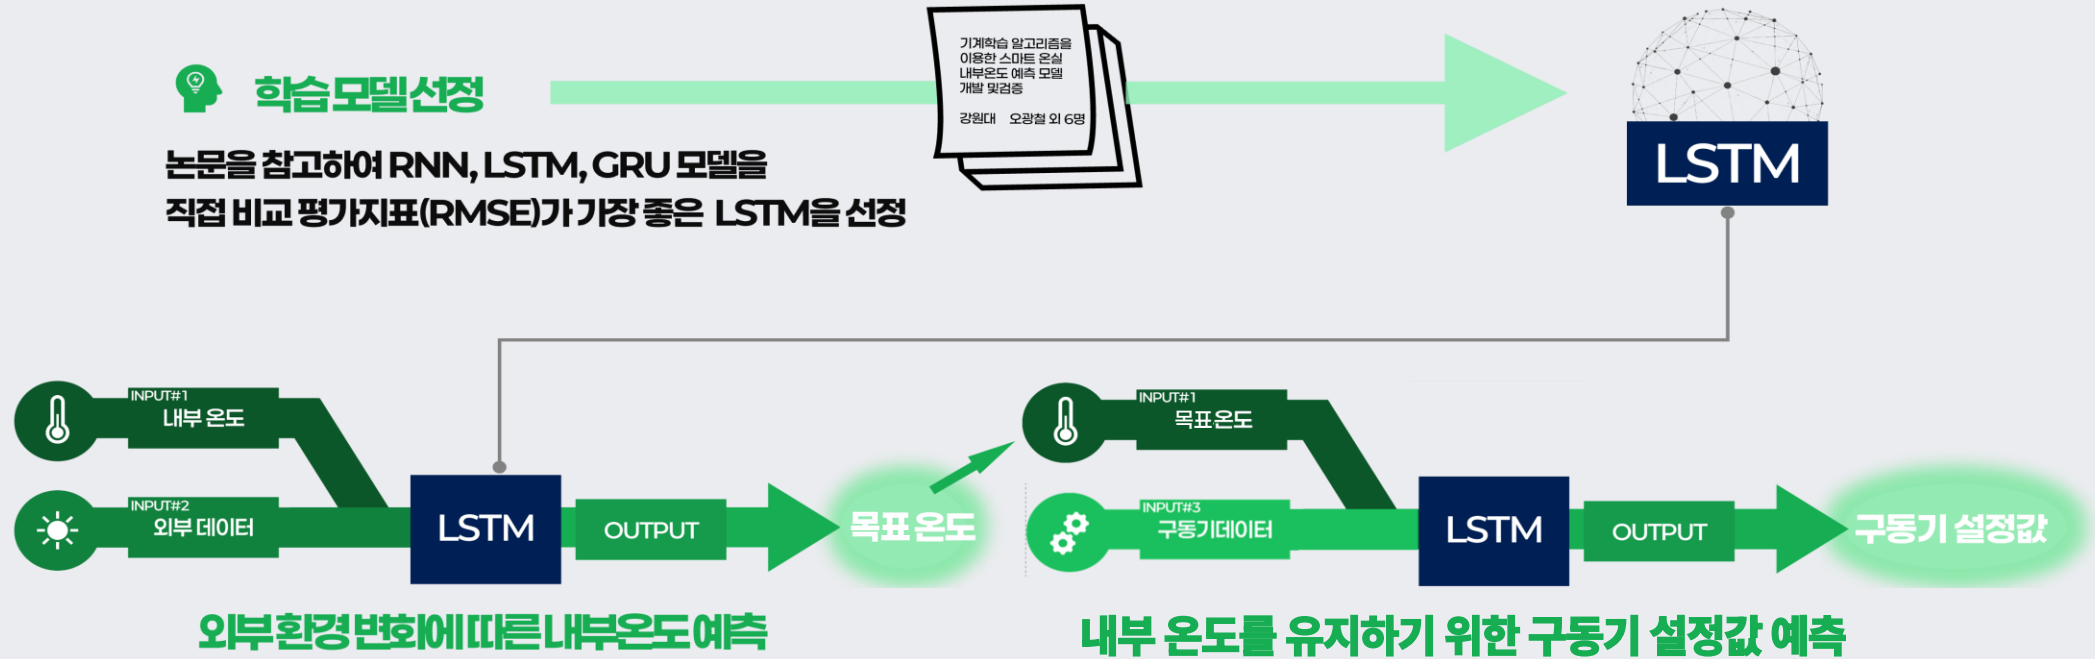 학습 모델 선정
논문을 참고하여 RNN, LSTM, GRU 모델을
직접 비교 평가지표(RMSE)가 가장 좋은 LSTM을 선정
기계학습 알고리즘을
이용한 스마트 온실
내부온도 예측 모델
개발 및검증
강원대 오광철 외 6명
LSTM
INPUT#1
내부 온도
INPUT#2
외부 데이터
LSTM
OUTPUT
목표 온도
외부 환경 변화에 따른 내부온도 예측
INPUT#1
목표온도
INPUT#3
구동기데이터
LSTM
OUTPUT
구동기 설정값
내부 온도를 유지하기 위한 구동기 설정값 예측